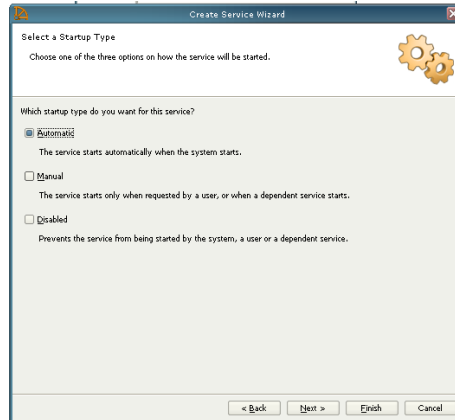 Create Service Wizard
Select a Startup Type
Choose one of the three options on how the service will be started.
Which startup type do you want for this service?
Automatic
The service starts automatically when the system starts.
Manual
The service starts only when requested by a user, or when a dependent service starts.
Disabled
Prevents the service from being started by the system, a user or a dependent service.
< Back Next > Finish Cancel